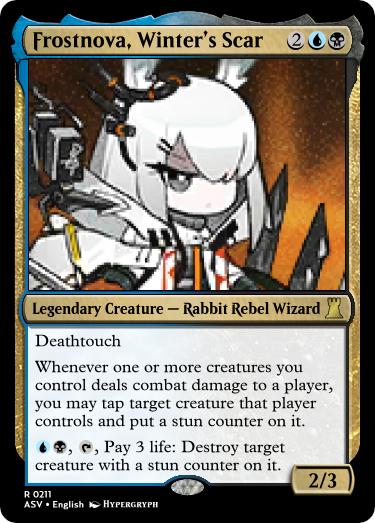 Frostnova, Winter's Scar 2
Legendary Creature — Rabbit Rebel Wizard
Deathtouch
Whenever one or more creatures you
control deals combat damage to a player,
you may tap target creature that player
controls and put a stun counter on it.
, , Pay 3 life: Destroy target
creature with a stun counter on it.
2/3
R 0211
ASV • English Hypergryph